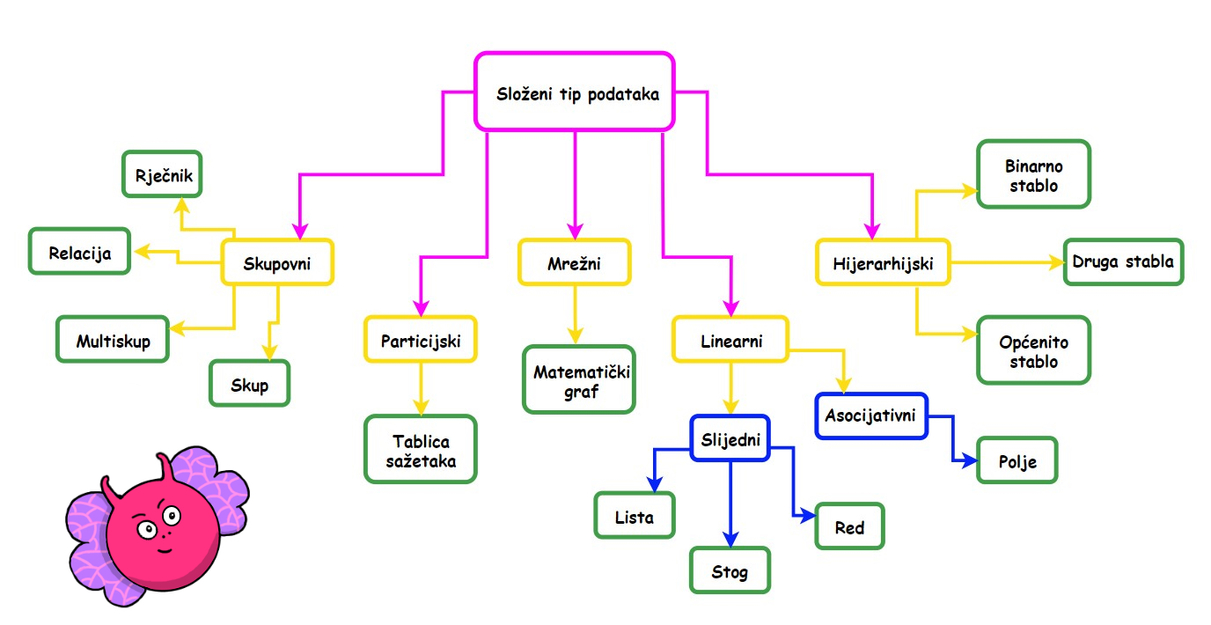 Složeni tip podataka
Rječnik
Relacija
Skupovni
Multiskup
Skup
Particijski
Tablica
sažetaka
Mrežni
Matematički
graf
Linearni
Slijedni
Lista
Stog
Red
Asocijativni
Polje
Hijerarhijski
Binarno
stablo
Druga stabla
Općenito
stablo